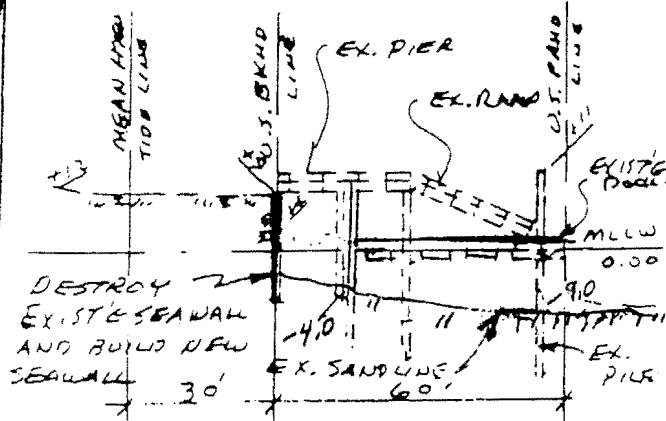 MEAN HIGH
TIDE LINE
U.S. BKHD
LINE
EX. PIER
EX. RAMP
U.S. PRHD
LINE
EXIST'G
DOCK
MLLW
0.00
DESTROY
EXIST'G SEAWALL
AND BUILD NEW
SEAWALL
-4.0
-9.0
EX. SANDLINE
EX.
PILE
30'
60'